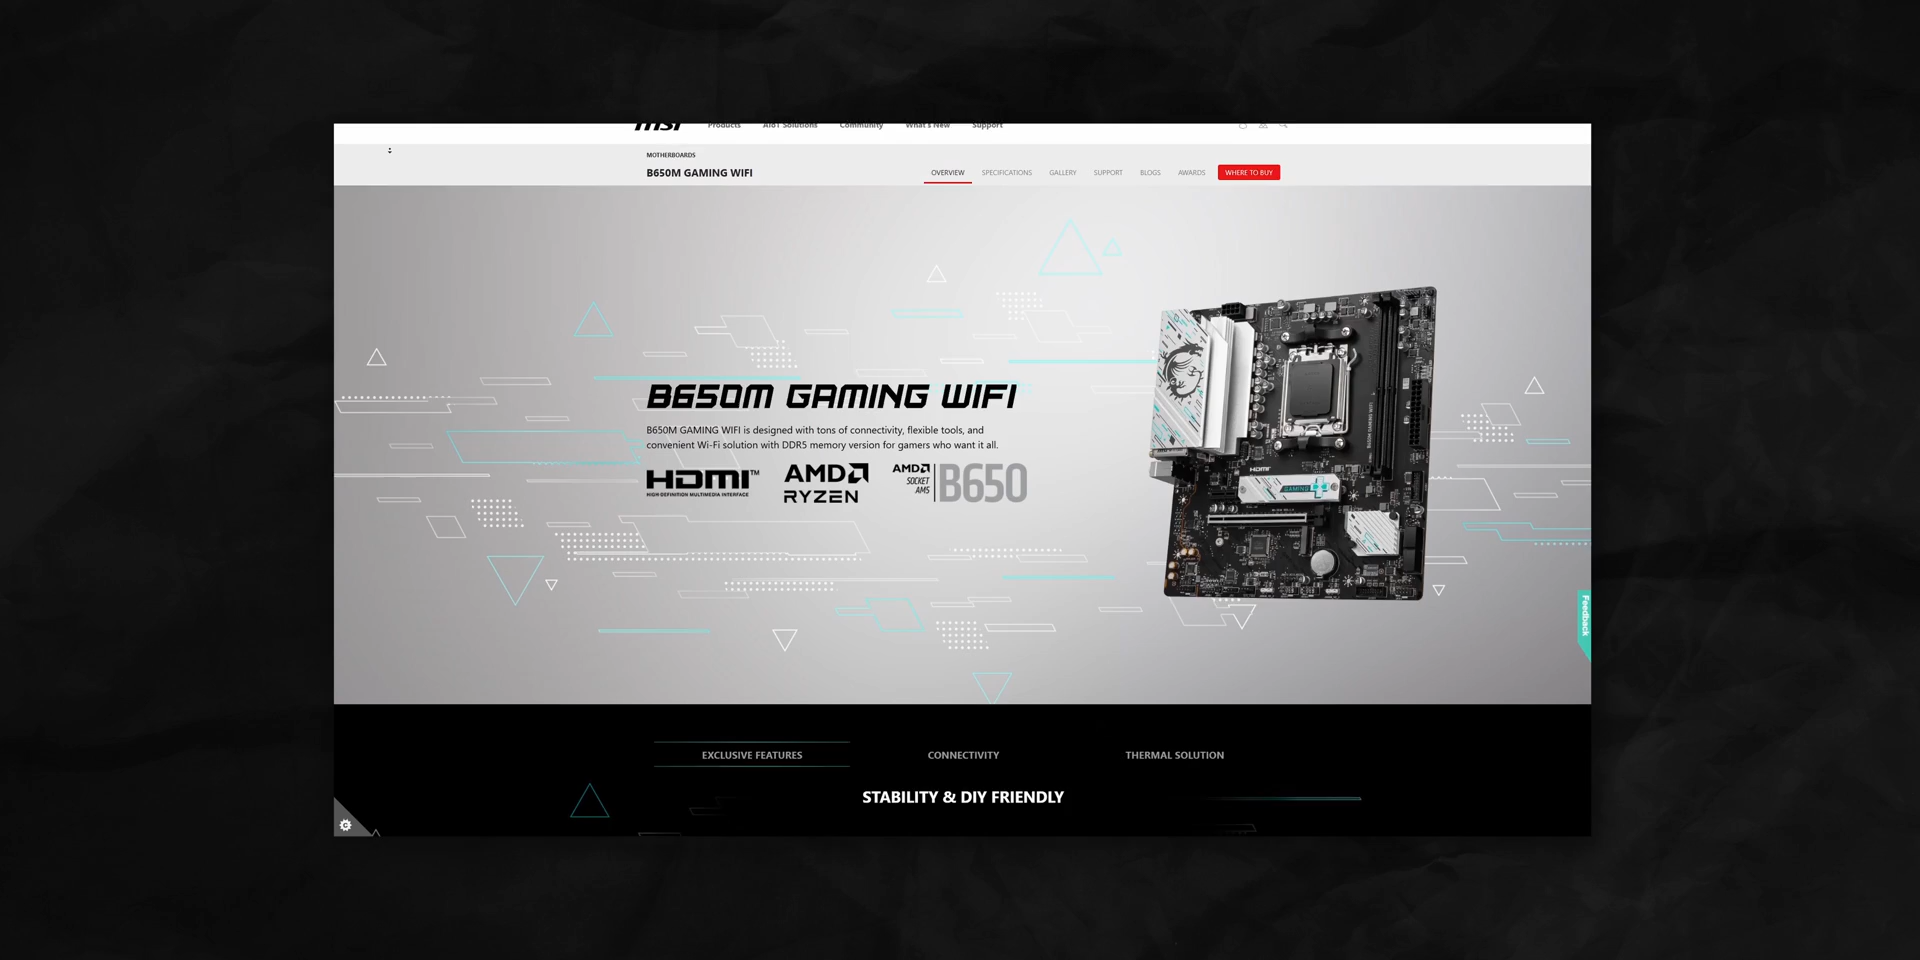 msi Products AIoT Solutions Community What's New Support
MOTHERBOARDS
B650M GAMING WIFI OVERVIEW SPECIFICATIONS GALLERY SUPPORT BLOGS AWARDS WHERE TO BUY
B650M GAMING WIFI
B650M GAMING WIFI is designed with tons of connectivity, flexible tools, and
convenient Wi-Fi solution with DDR5 memory version for gamers who want it all.
HDMI™
HIGH-DEFINITION MULTIMEDIA INTERFACE
AMD
RYZEN
AMD
SOCKET
AM5
B650
HDMI
GAMING
Feedback
EXCLUSIVE FEATURES CONNECTIVITY THERMAL SOLUTION
STABILITY & DIY FRIENDLY